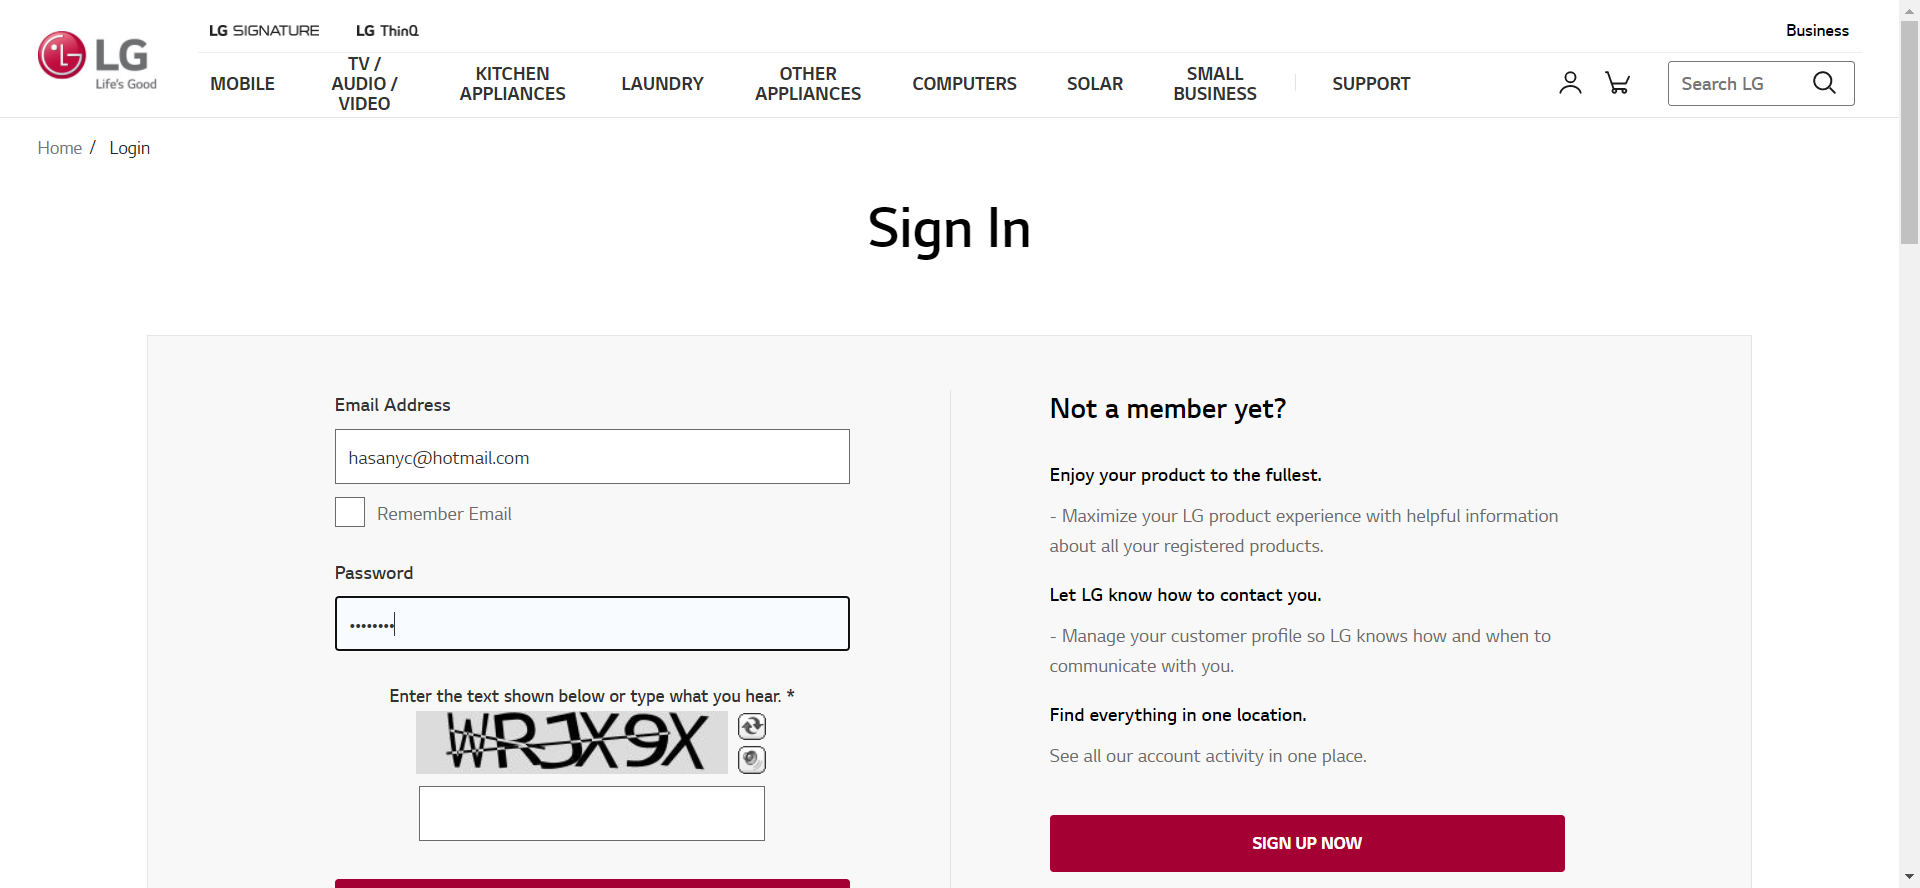 LG SIGNATURE
LG ThinQ
Business
LG
Life's Good
MOBILE
TV /
AUDIO /
VIDEO
KITCHEN
APPLIANCES
LAUNDRY
OTHER
APPLIANCES
COMPUTERS
SOLAR
SMALL
BUSINESS
SUPPORT
Search LG
Home / Login
Sign In
Email Address
hasanyc@hotmail.com
Remember Email
Password
Enter the text shown below or type what you hear. *
Not a member yet?
Enjoy your product to the fullest.
- Maximize your LG product experience with helpful information
about all your registered products.
Let LG know how to contact you.
- Manage your customer profile so LG knows how and when to
communicate with you.
Find everything in one location.
See all our account activity in one place.
SIGN UP NOW